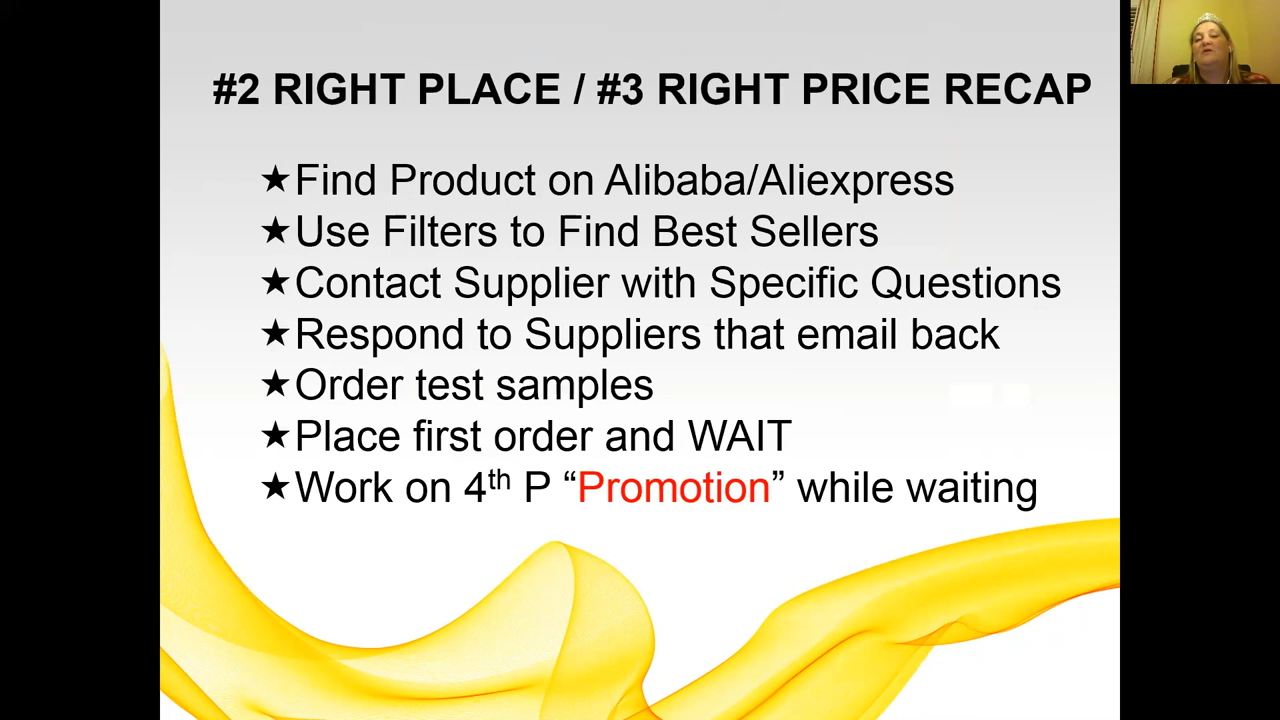 #2 RIGHT PLACE / #3 RIGHT PRICE RECAP
★Find Product on Alibaba/Aliexpress
★Use Filters to Find Best Sellers
★Contact Supplier with Specific Questions
★Respond to Suppliers that email back
★Order test samples
★Place first order and WAIT
★Work on 4th P “Promotion” while waiting